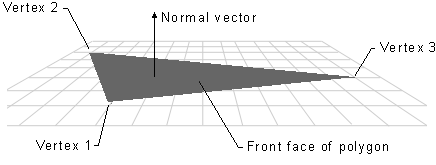 Vertex 2
Normal vector
Vertex 3
Vertex 1
Front face of polygon